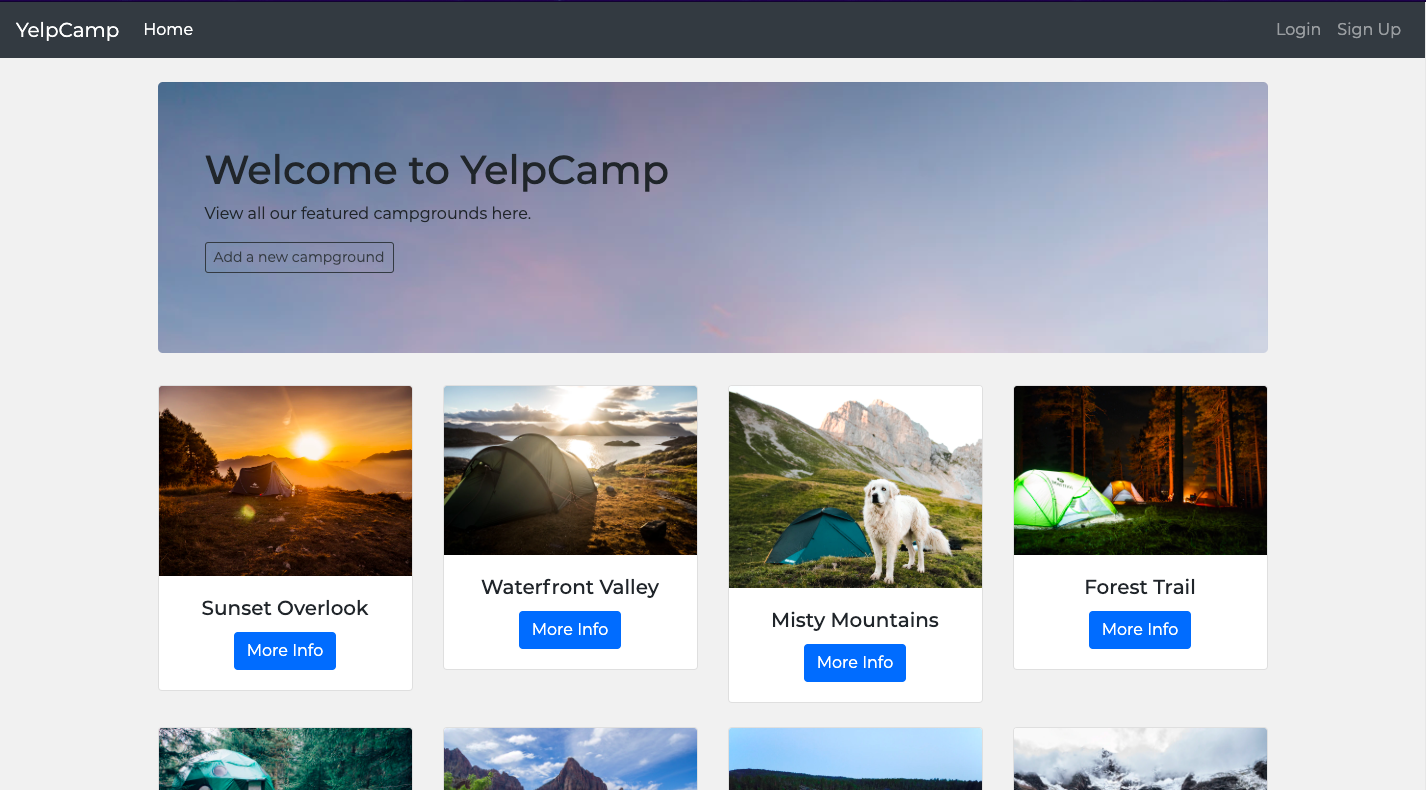 YelpCamp Home Login Sign Up
Welcome to YelpCamp
View all our featured campgrounds here.
Add a new campground
Sunset Overlook
More Info
Waterfront Valley
More Info
Misty Mountains
More Info
Forest Trail
More Info